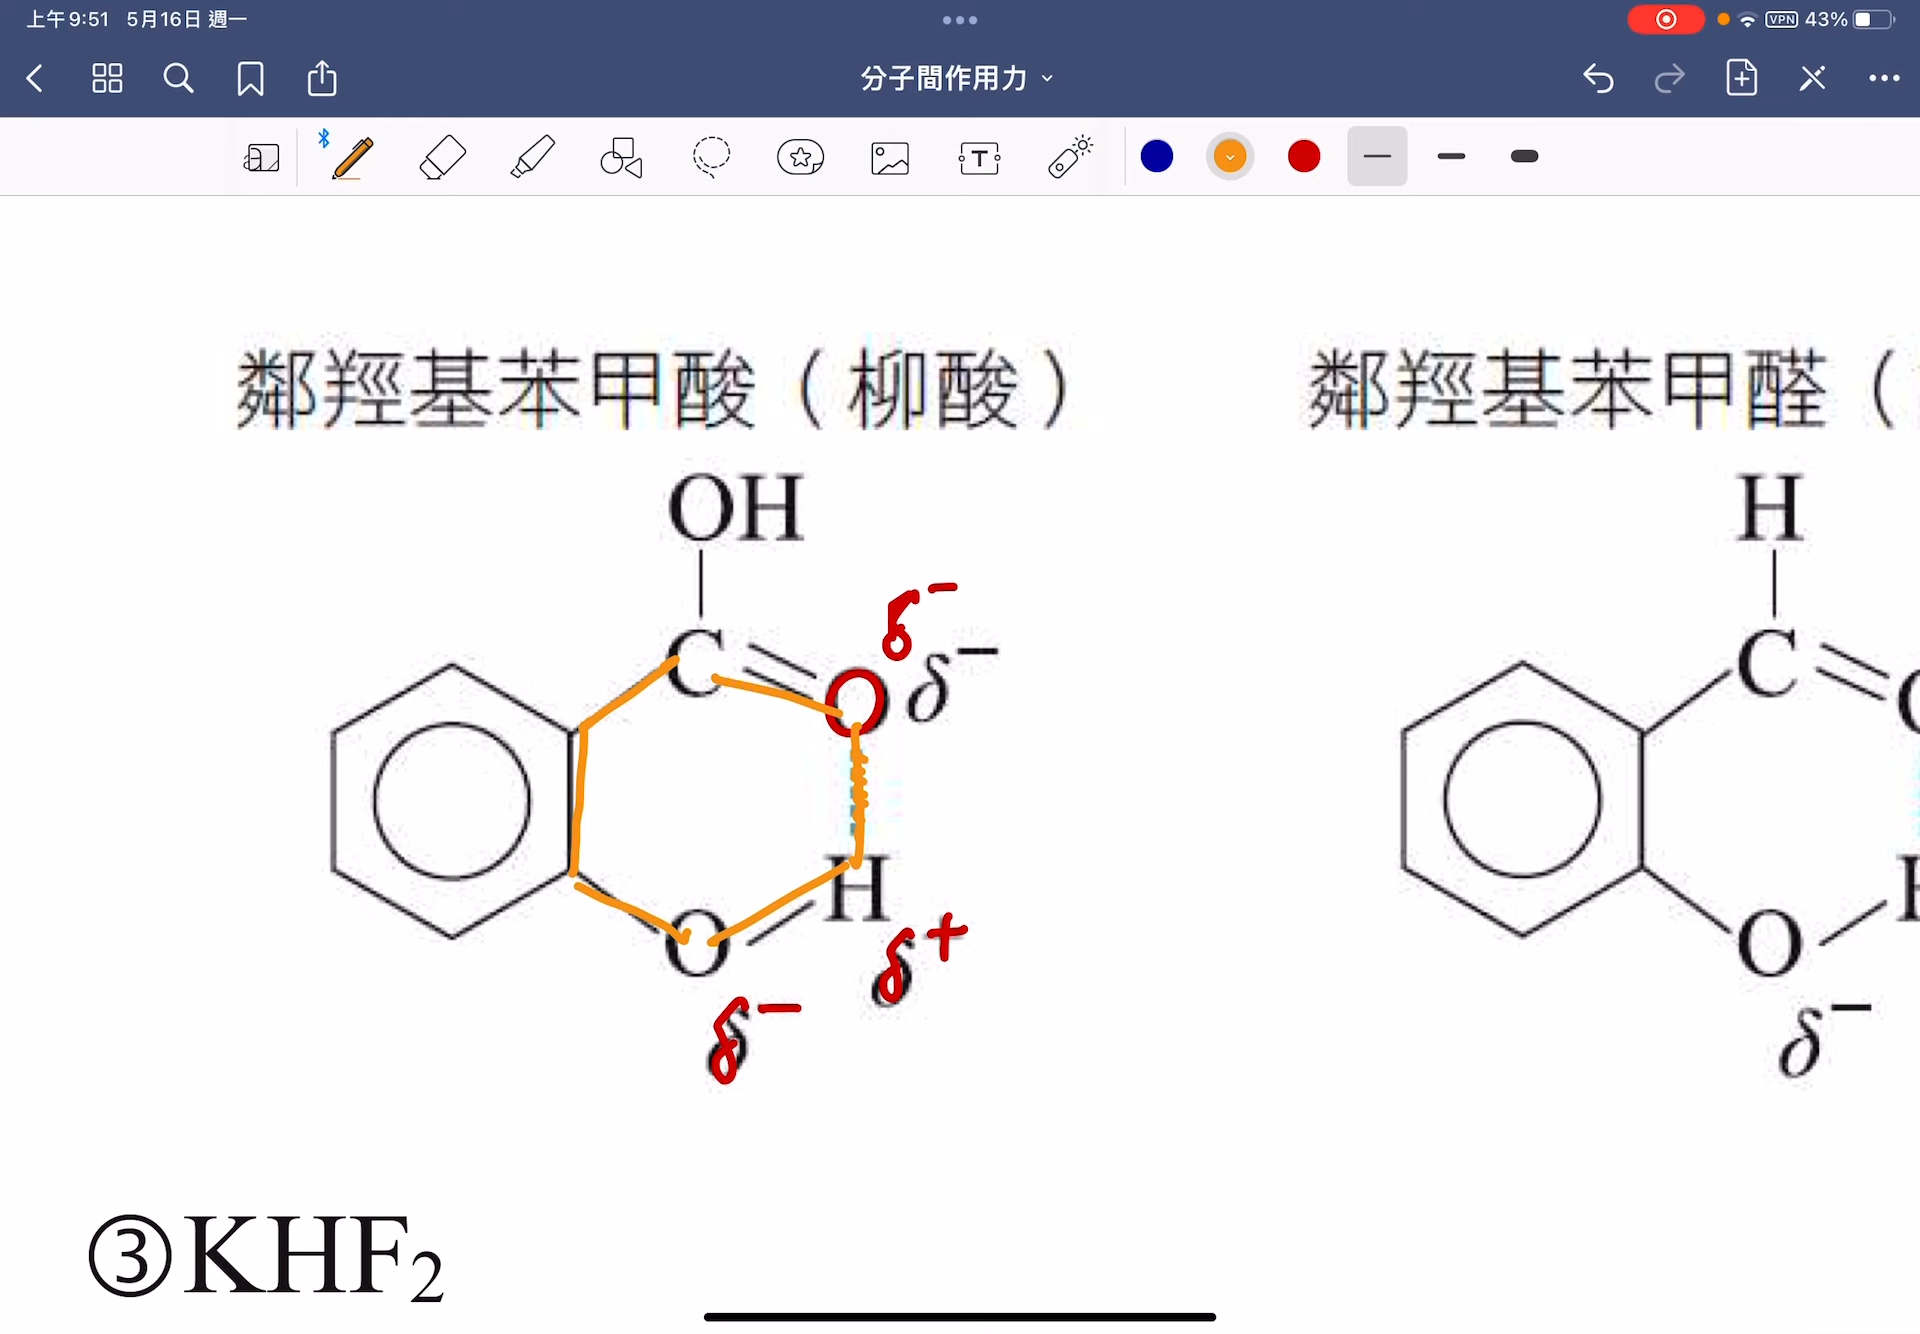 上午9:51 5月16日 週一
VPN 43%
分子間作用力
a
T
鄰羥基苯甲酸（柳酸）
鄰羥基苯甲醛（
OH
H
δ−
C
O
δ−
C
H
O
δ+
O
δ−
δ−
③KHF₂